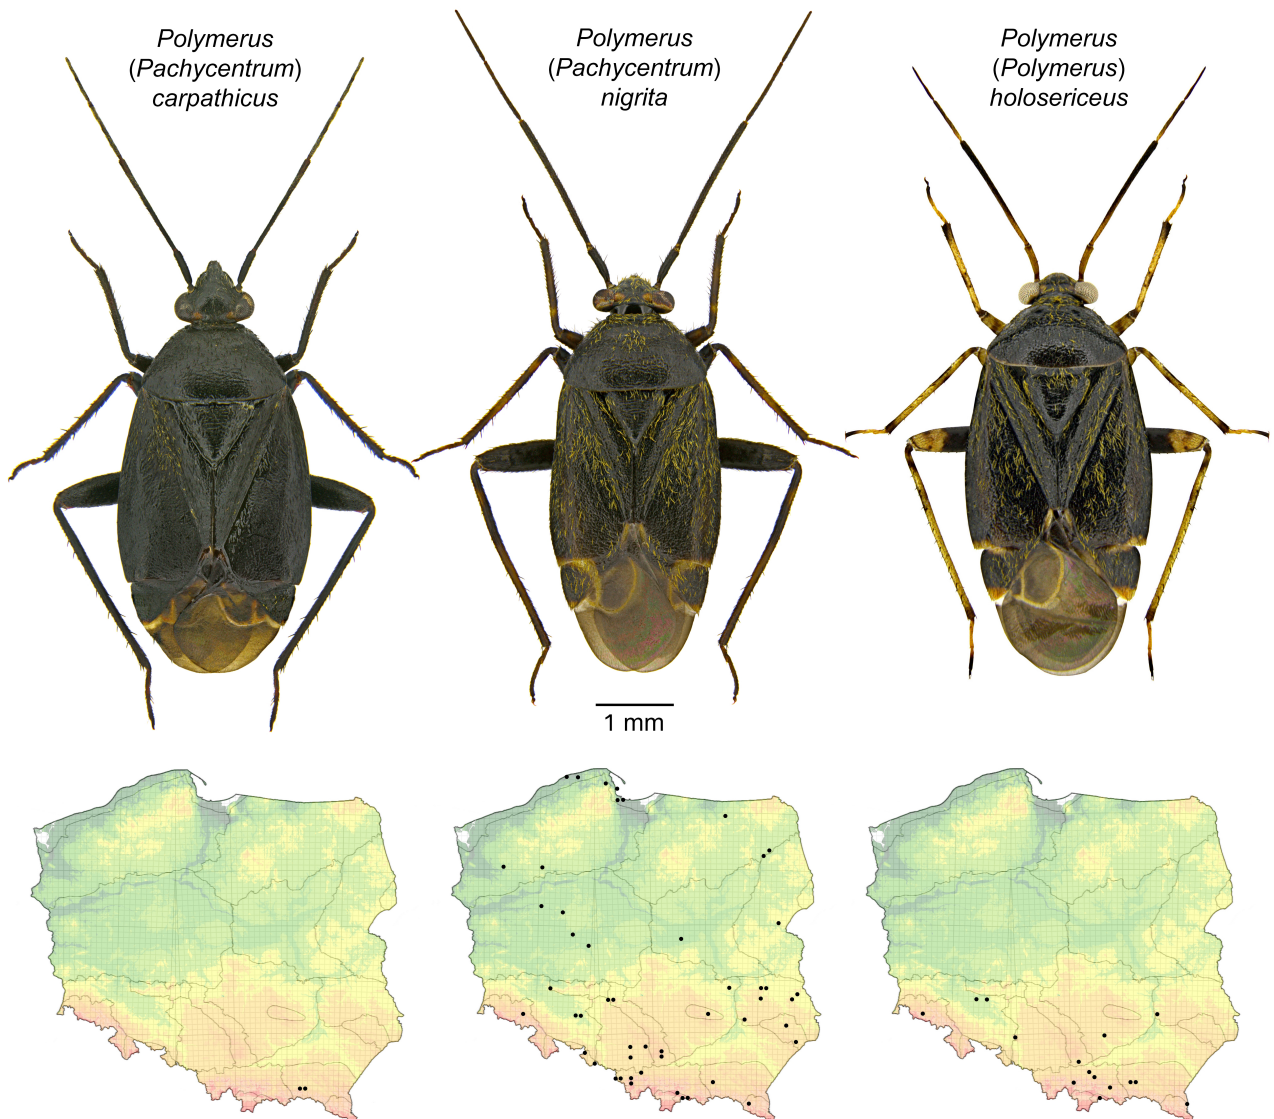 Polymerus
(Pachycentrum)
carpathicus
Polymerus
(Pachycentrum)
nigrita
Polymerus
(Polymerus)
holosericeus
1 mm